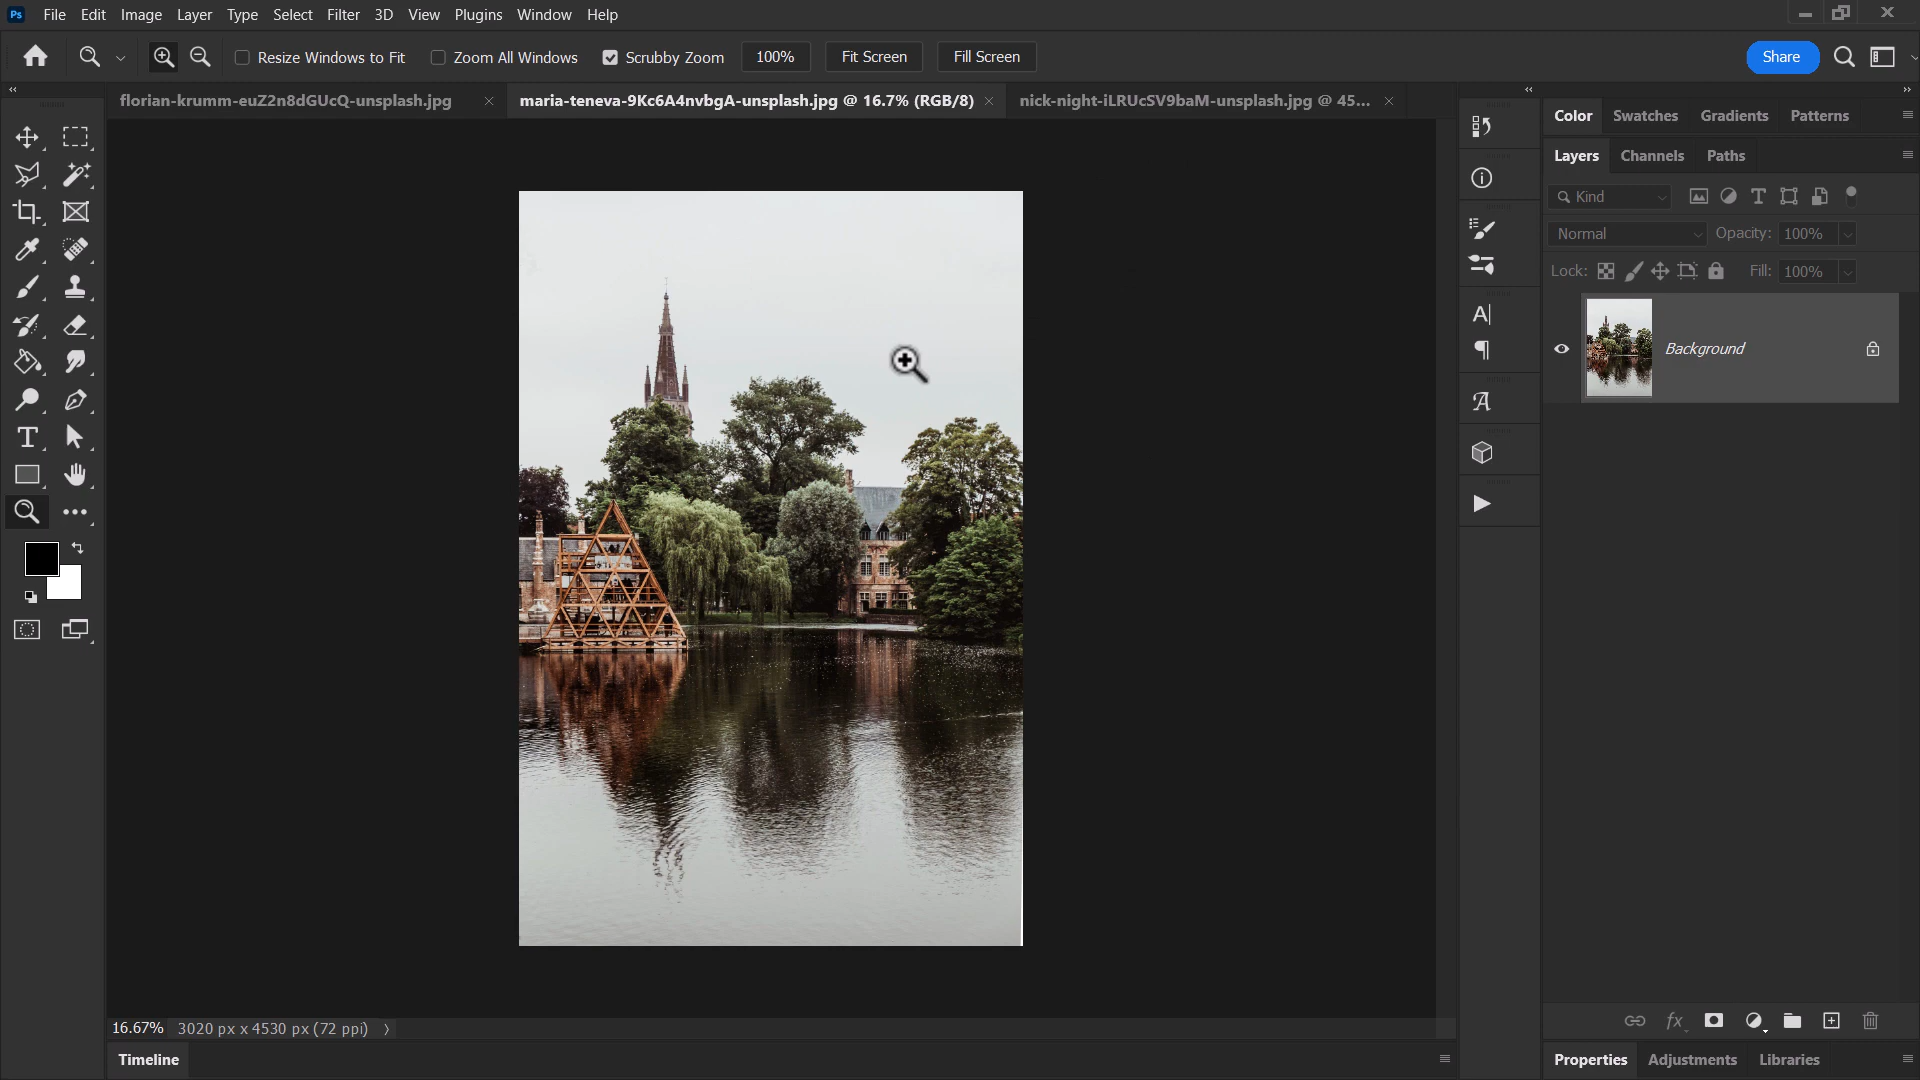 Ps File Edit Image Layer Type Select Filter 3D View Plugins Window Help
Resize Windows to Fit Zoom All Windows Scrubby Zoom 100% Fit Screen Fill Screen Share
florian-krumm-euZ2n8dGUcQ-unsplash.jpg maria-teneva-9Kc6A4nvbgA-unsplash.jpg @ 16.7% (RGB/8) nick-night-iLRUcSV9baM-unsplash.jpg @ 45...
Color Swatches Gradients Patterns
Layers Channels Paths
Kind
Normal Opacity: 100%
Lock: Fill: 100%
Background
16.67% 3020 px x 4530 px (72 ppi)
Timeline
Properties Adjustments Libraries